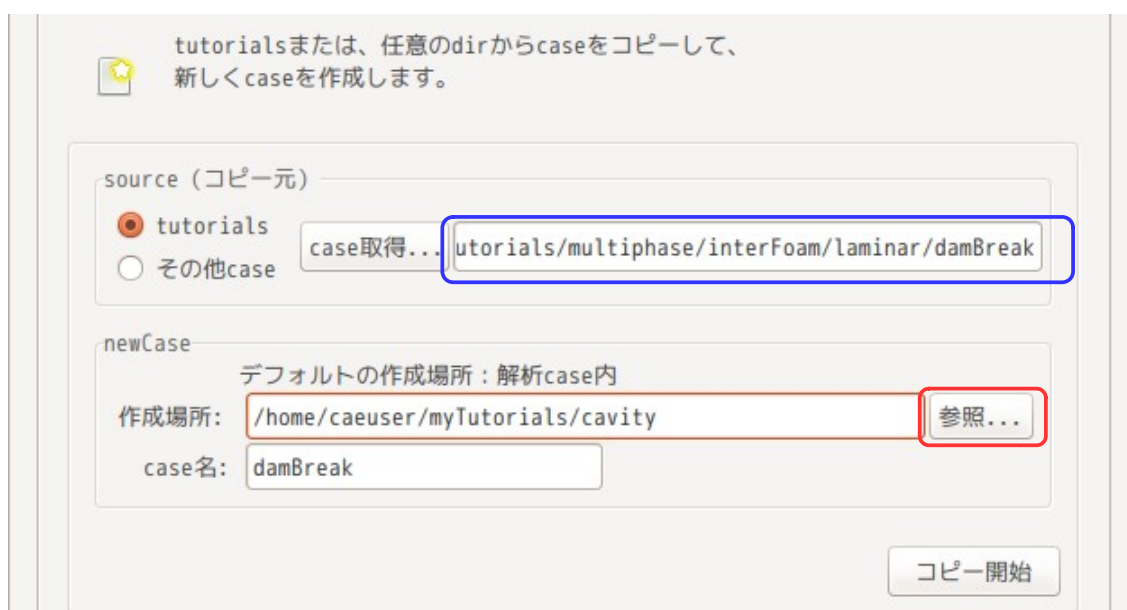 tutorialsまたは、任意のdirからcaseをコピーして、
新しくcaseを作成します。
source (コピー元)
tutorials
その他case
case取得...
utorials/multiphase/interFoam/laminar/damBreak
newCase
デフォルトの作成場所：解析case内
作成場所: /home/caeuser/myTutorials/cavity 参照...
case名: damBreak
コピー開始